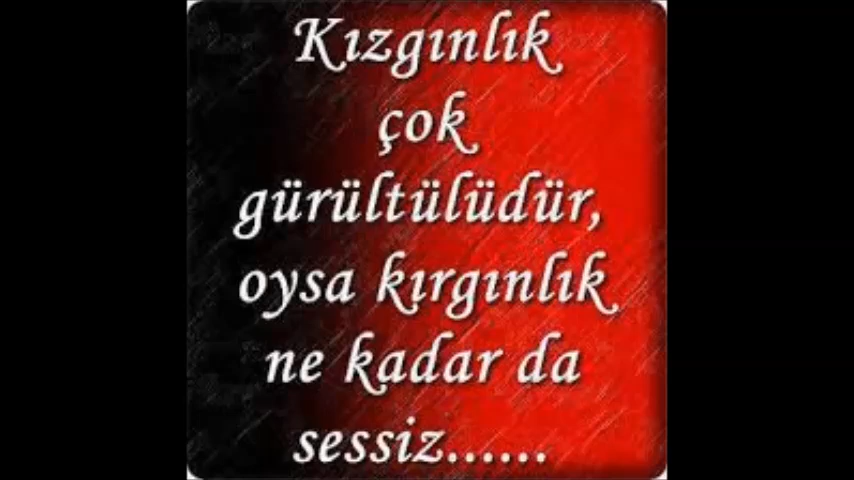 Kızgınlık
çok
gürültülüdür,
oysa kırgınlık
ne kadar da
sessiz......